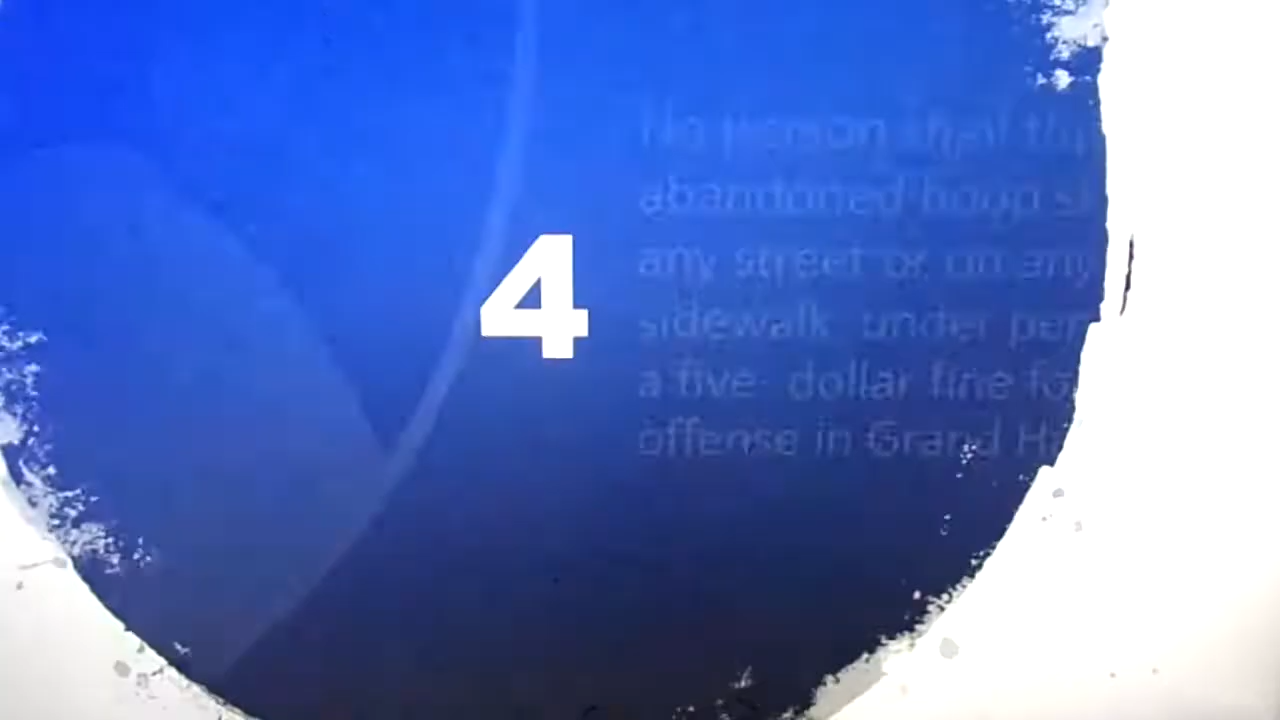 4
No person shall
abandoned hoop
any street or on any
sidewalk under
a five- dollar fine
offense in Grand